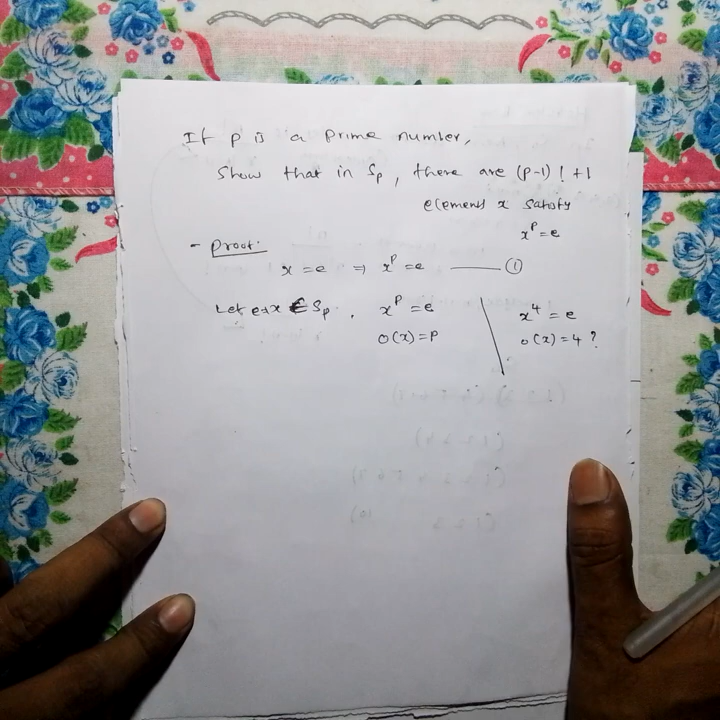 If p is a prime number,
Show that in Sp, there are (p-1)! +1
elements x satisfy
x^p = e
- Proof:
x = e ⇒ x^p = e ——— ①
Let e≠x ∈ Sp. x^p = e
o(x) = p
x^4 = e
o(x) = 4 ?